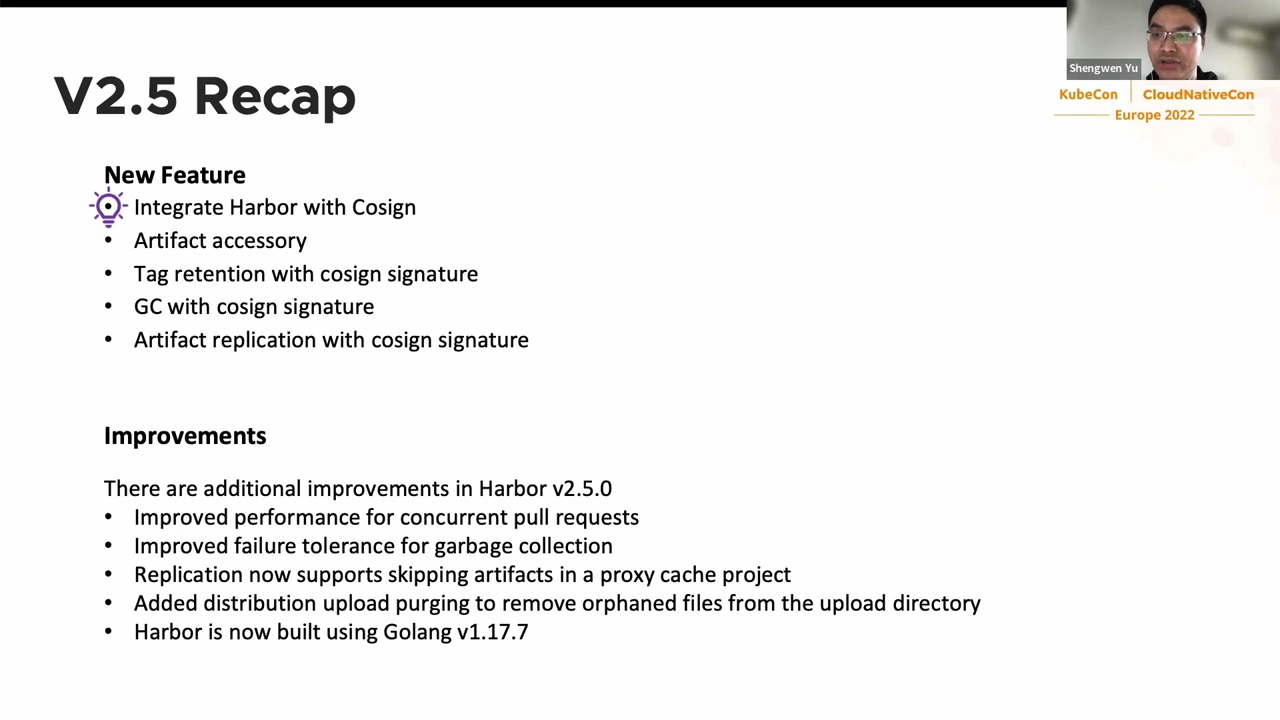 Shengwen Yu
KubeCon | CloudNativeCon
Europe 2022
V2.5 Recap
New Feature
• Integrate Harbor with Cosign
• Artifact accessory
• Tag retention with cosign signature
• GC with cosign signature
• Artifact replication with cosign signature
Improvements
There are additional improvements in Harbor v2.5.0
• Improved performance for concurrent pull requests
• Improved failure tolerance for garbage collection
• Replication now supports skipping artifacts in a proxy cache project
• Added distribution upload purging to remove orphaned files from the upload directory
• Harbor is now built using Golang v1.17.7